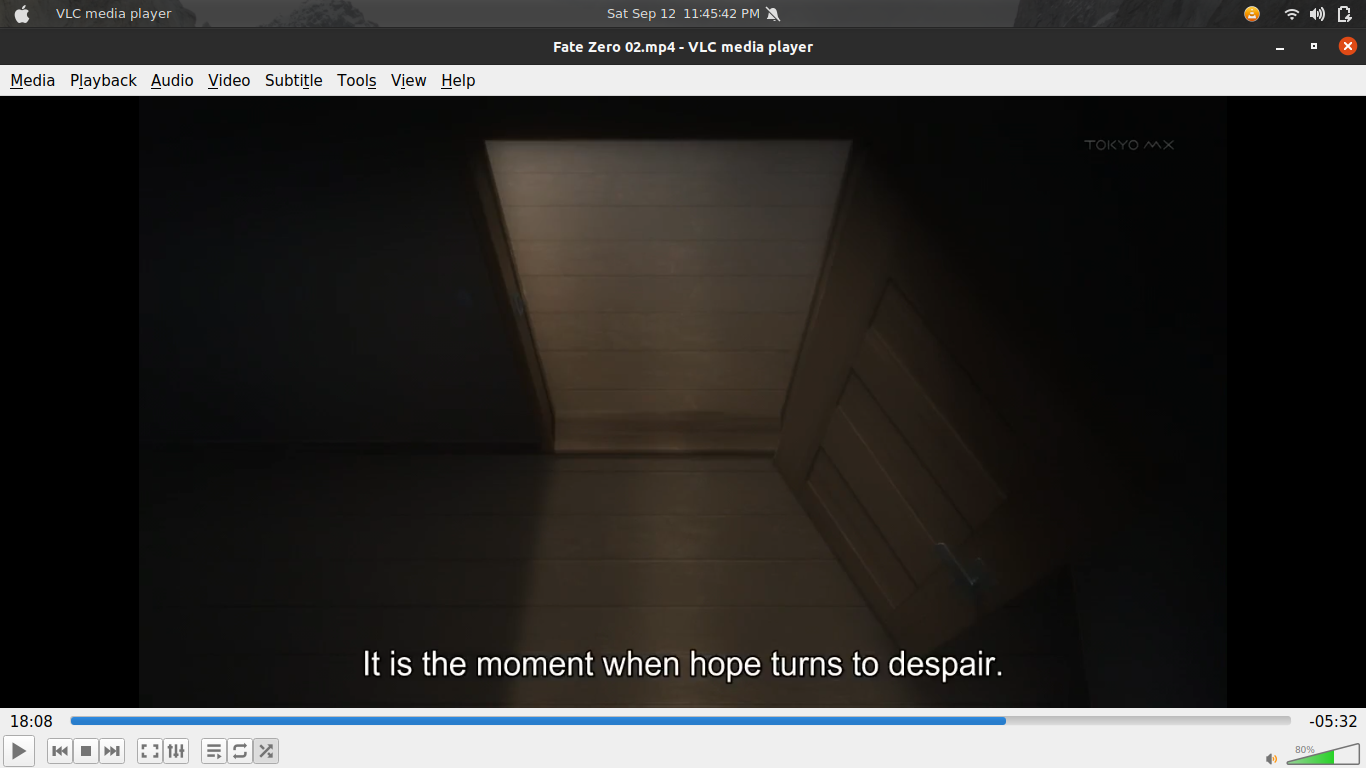 VLC media player
Sat Sep 12 11:45:42 PM
Fate Zero 02.mp4 - VLC media player
Media Playback Audio Video Subtitle Tools View Help
TOKYO MX
It is the moment when hope turns to despair.
18:08
-05:32
80%